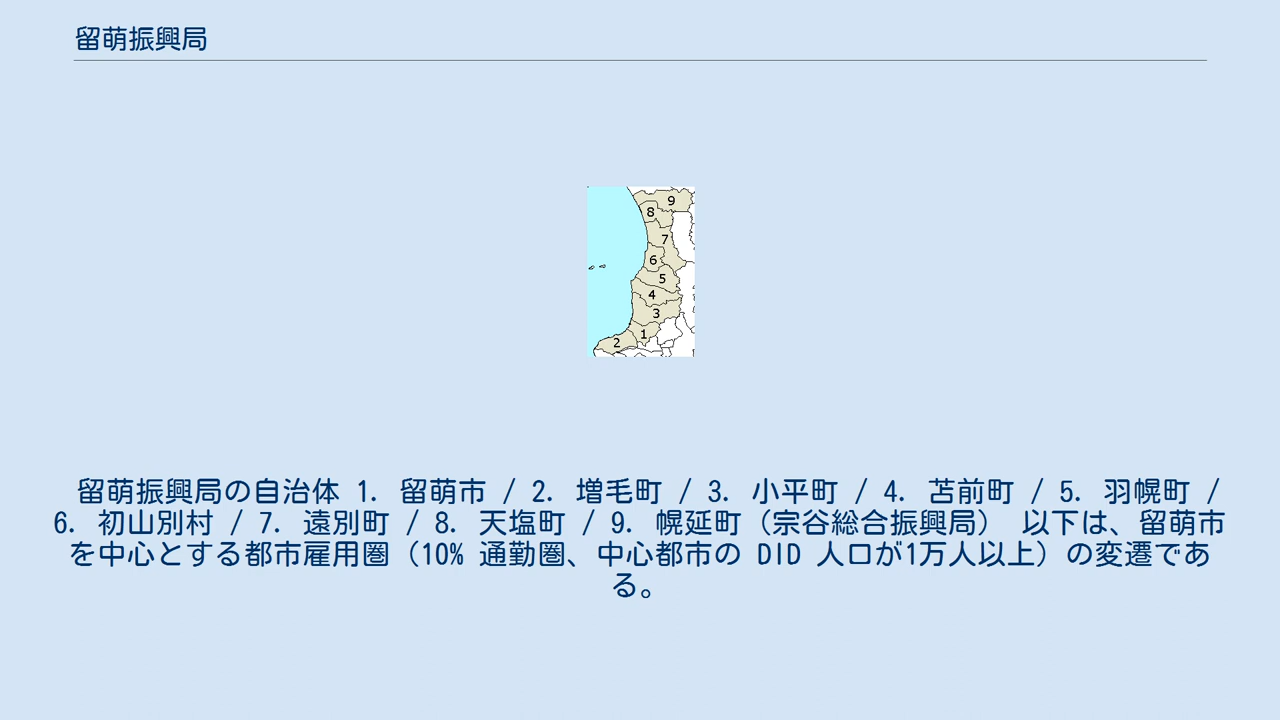 留萌振興局
9
8
7
6
5
4
3
1
2
留萌振興局の自治体 1. 留萌市 / 2. 増毛町 / 3. 小平町 / 4. 苫前町 / 5. 羽幌町 /
6. 初山別村 / 7. 遠別町 / 8. 天塩町 / 9. 幌延町（宗谷総合振興局） 以下は、留萌市
を中心とする都市雇用圏（10% 通勤圏、中心都市の DID 人口が1万人以上）の変遷であ
る。